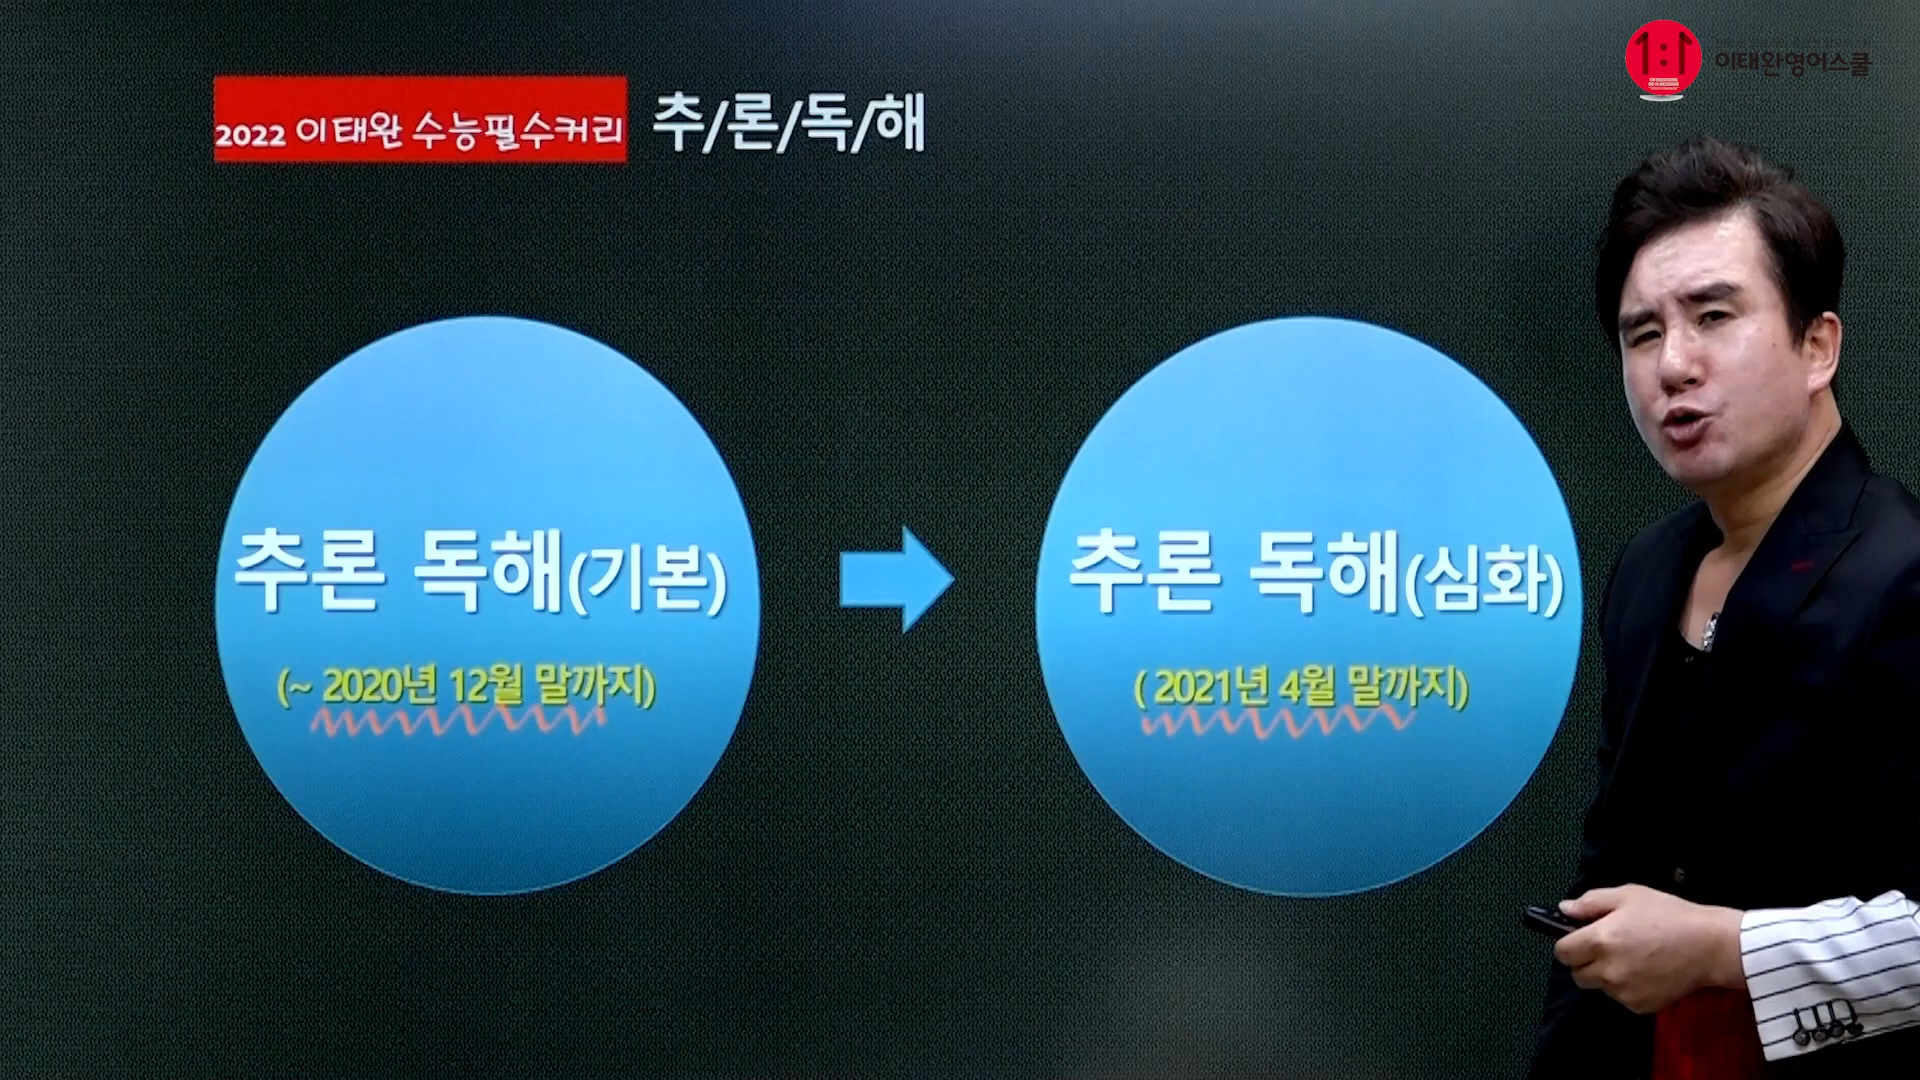 1:1
이태완영어스쿨
2022 이태완 수능필수커리
추/론/독/해
추론 독해(기본)
(~ 2020년 12월 말까지)
추론 독해(심화)
( 2021년 4월 말까지)